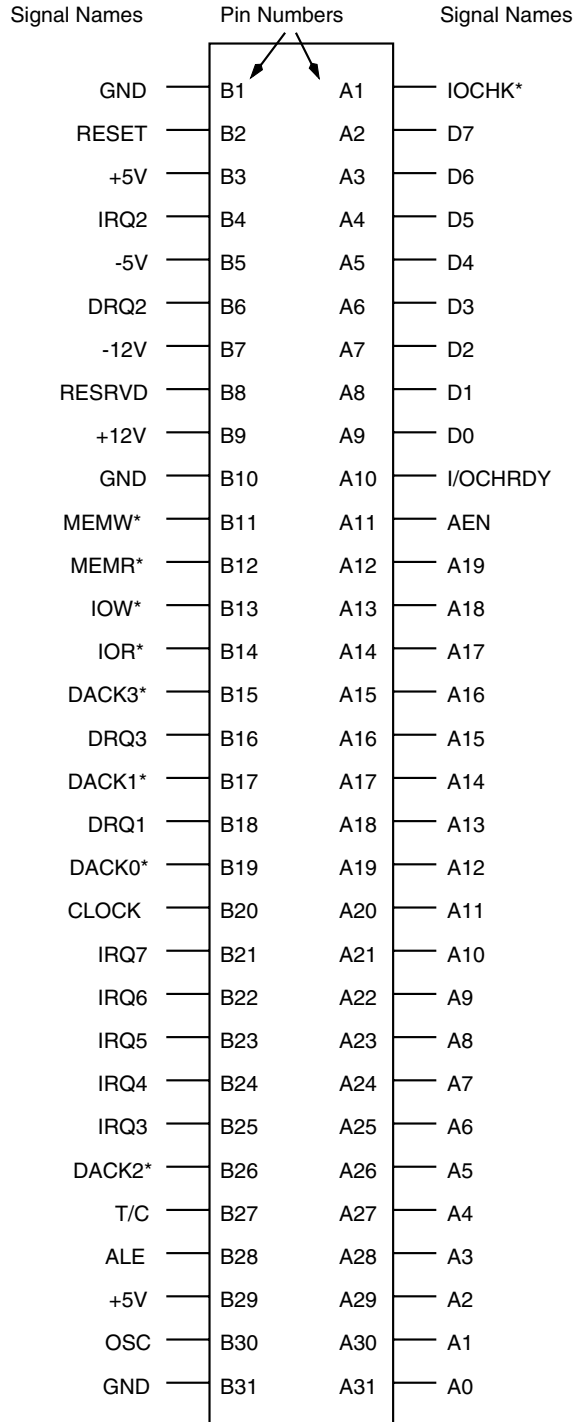 Signal Names Pin Numbers Signal Names
GND B1 A1 IOCHK*
RESET B2 A2 D7
+5V B3 A3 D6
IRQ2 B4 A4 D5
-5V B5 A5 D4
DRQ2 B6 A6 D3
-12V B7 A7 D2
RESRVD B8 A8 D1
+12V B9 A9 D0
GND B10 A10 I/OCHRDY
MEMW* B11 A11 AEN
MEMR* B12 A12 A19
IOW* B13 A13 A18
IOR* B14 A14 A17
DACK3* B15 A15 A16
DRQ3 B16 A16 A15
DACK1* B17 A17 A14
DRQ1 B18 A18 A13
DACK0* B19 A19 A12
CLOCK B20 A20 A11
IRQ7 B21 A21 A10
IRQ6 B22 A22 A9
IRQ5 B23 A23 A8
IRQ4 B24 A24 A7
IRQ3 B25 A25 A6
DACK2* B26 A26 A5
T/C B27 A27 A4
ALE B28 A28 A3
+5V B29 A29 A2
OSC B30 A30 A1
GND B31 A31 A0